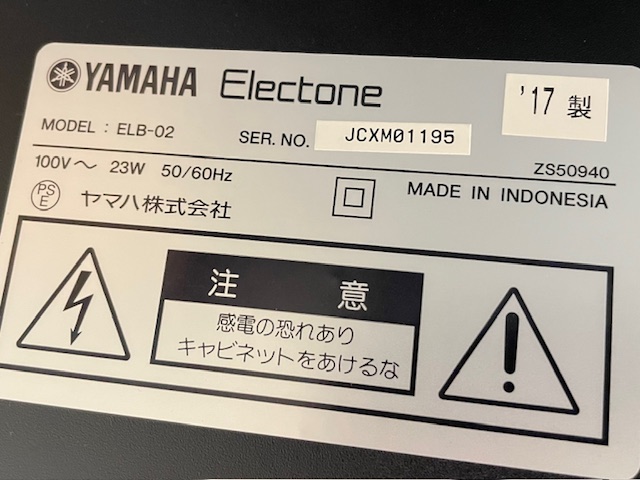 YAMAHA Electone
'17 製
MODEL : ELB-02
SER. NO. JCXM01195
100V～ 23W 50/60Hz
ZS50940
PS
E
ヤマハ株式会社
MADE IN INDONESIA
注 意
感電の恐れあり
キャビネットをあけるな